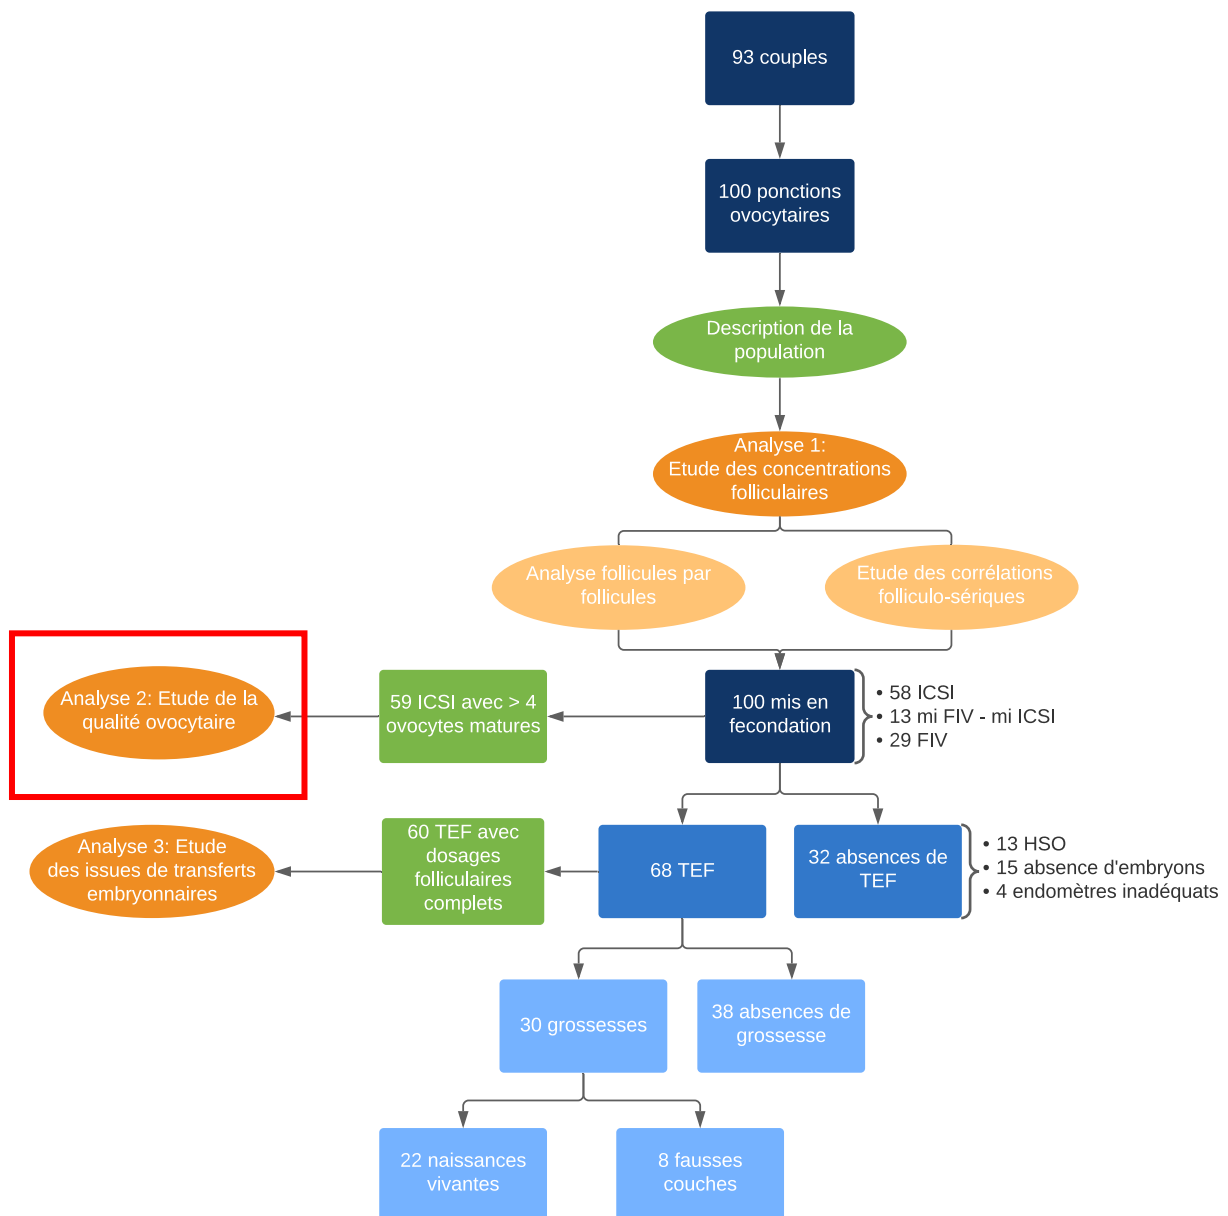 93 couples
100 ponctions
ovocytaires
Description de la
population
Analyse 1:
Etude des concentrations
folliculaires
Analyse follicules par
follicules
Etude des corrélations
folliculo-sériques
Analyse 2: Etude de la
qualité ovocytaire
59 ICSI avec > 4
ovocytes matures
100 mis en
fecondation
• 58 ICSI
• 13 mi FIV - mi ICSI
• 29 FIV
Analyse 3: Etude
des issues de transferts
embryonnaires
60 TEF avec
dosages
folliculaires
complets
68 TEF
32 absences de
TEF
• 13 HSO
• 15 absence d'embryons
• 4 endomètres inadéquats
30 grossesses
38 absences de
grossesse
22 naissances
vivantes
8 fausses
couches